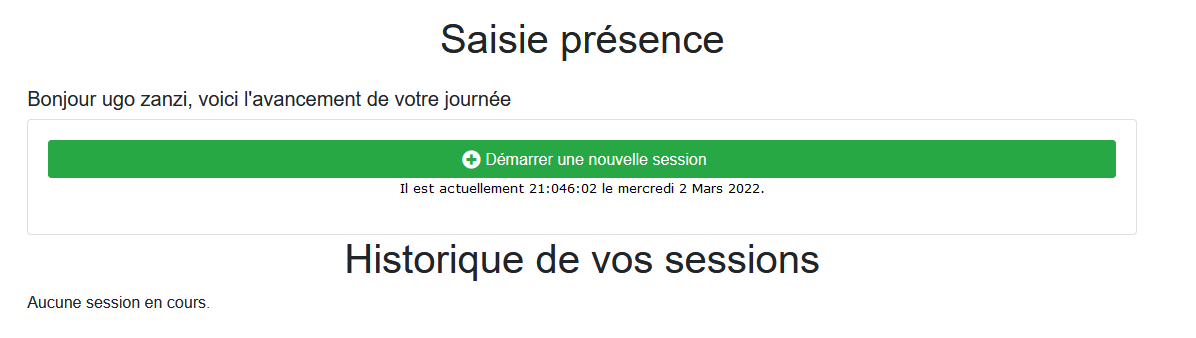 Saisie présence
Bonjour ugo zanzi, voici l'avancement de votre journée
Démarrer une nouvelle session
Il est actuellement 21:046:02 le mercredi 2 Mars 2022.
Historique de vos sessions
Aucune session en cours.